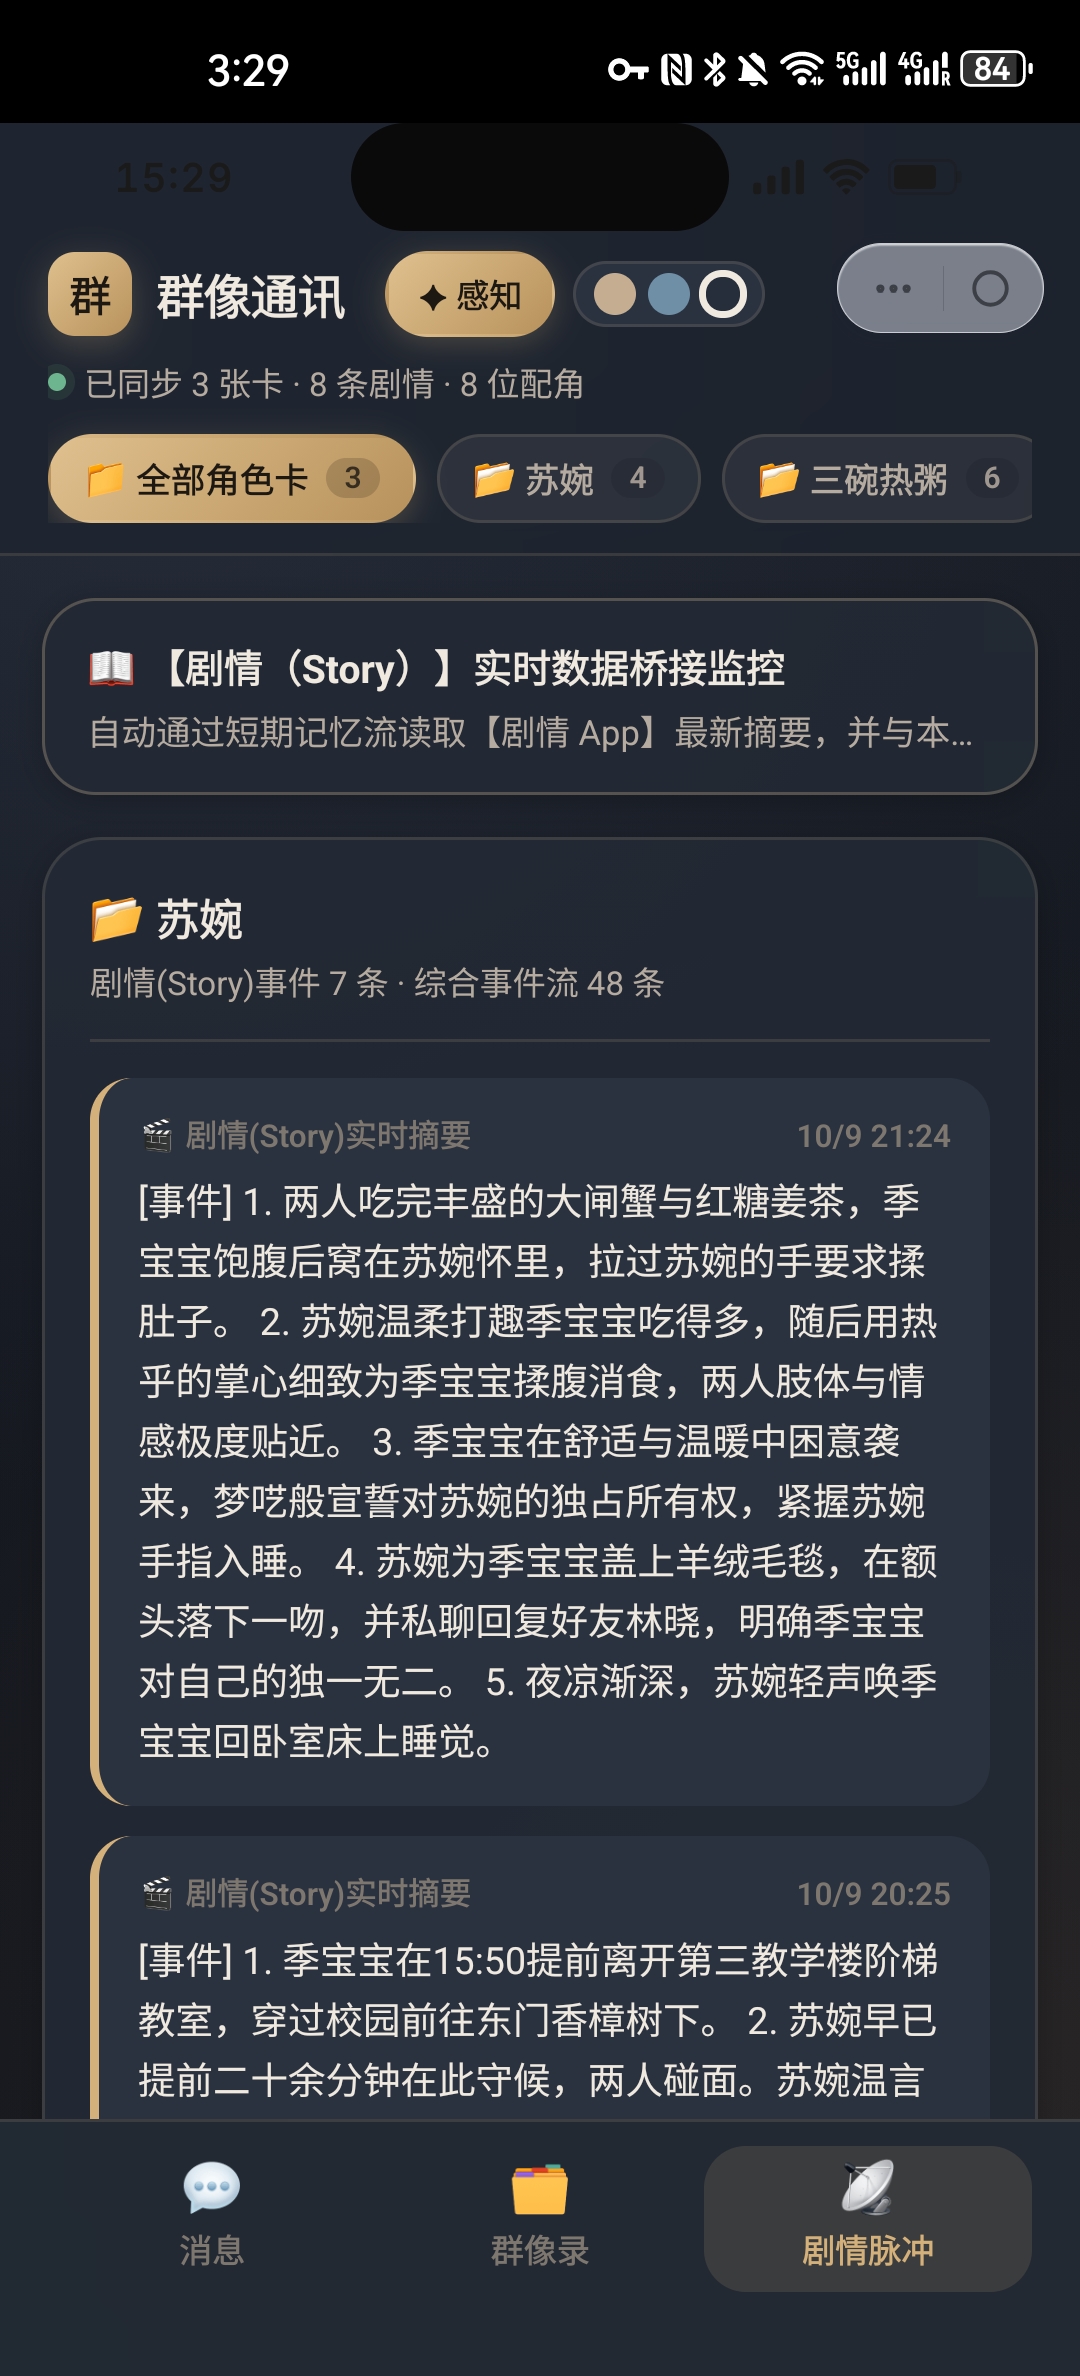 3:29
5G
4G
R
84
15:29
群
群像通讯
✦ 感知
已同步 3 张卡 · 8 条剧情 · 8 位配角
全部角色卡 3
苏婉 4
三碗热粥 6
【剧情（Story）】实时数据桥接监控
自动通过短期记忆流读取【剧情 App】最新摘要，并与本...
苏婉
剧情(Story)事件 7 条 · 综合事件流 48 条
剧情(Story)实时摘要 10/9 21:24
[事件] 1. 两人吃完丰盛的大闸蟹与红糖姜茶，季
宝宝饱腹后窝在苏婉怀里，拉过苏婉的手要求揉
肚子。 2. 苏婉温柔打趣季宝宝吃得多，随后用热
乎的掌心细致为季宝宝揉腹消食，两人肢体与情
感极度贴近。 3. 季宝宝在舒适与温暖中困意袭
来，梦呓般宣誓对苏婉的独占所有权，紧握苏婉
手指入睡。 4. 苏婉为季宝宝盖上羊绒毛毯，在额
头落下一吻，并私聊回复好友林晓，明确季宝宝
对自己的独一无二。 5. 夜凉渐深，苏婉轻声唤季
宝宝回卧室床上睡觉。
剧情(Story)实时摘要 10/9 20:25
[事件] 1. 季宝宝在15:50提前离开第三教学楼阶梯
教室，穿过校园前往东门香樟树下。 2. 苏婉早已
提前二十余分钟在此守候，两人碰面。苏婉温言
消息
群像录
剧情脉冲